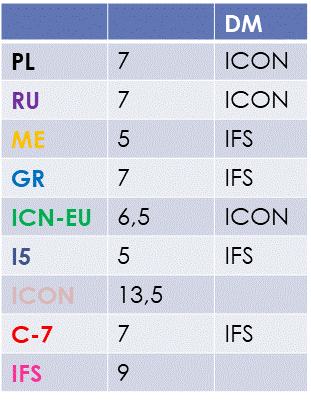 DM
PL 7 ICON
RU 7 ICON
ME 5 IFS
GR 7 IFS
ICN-EU 6,5 ICON
I5 5 IFS
ICON 13,5
C-7 7 IFS
IFS 9